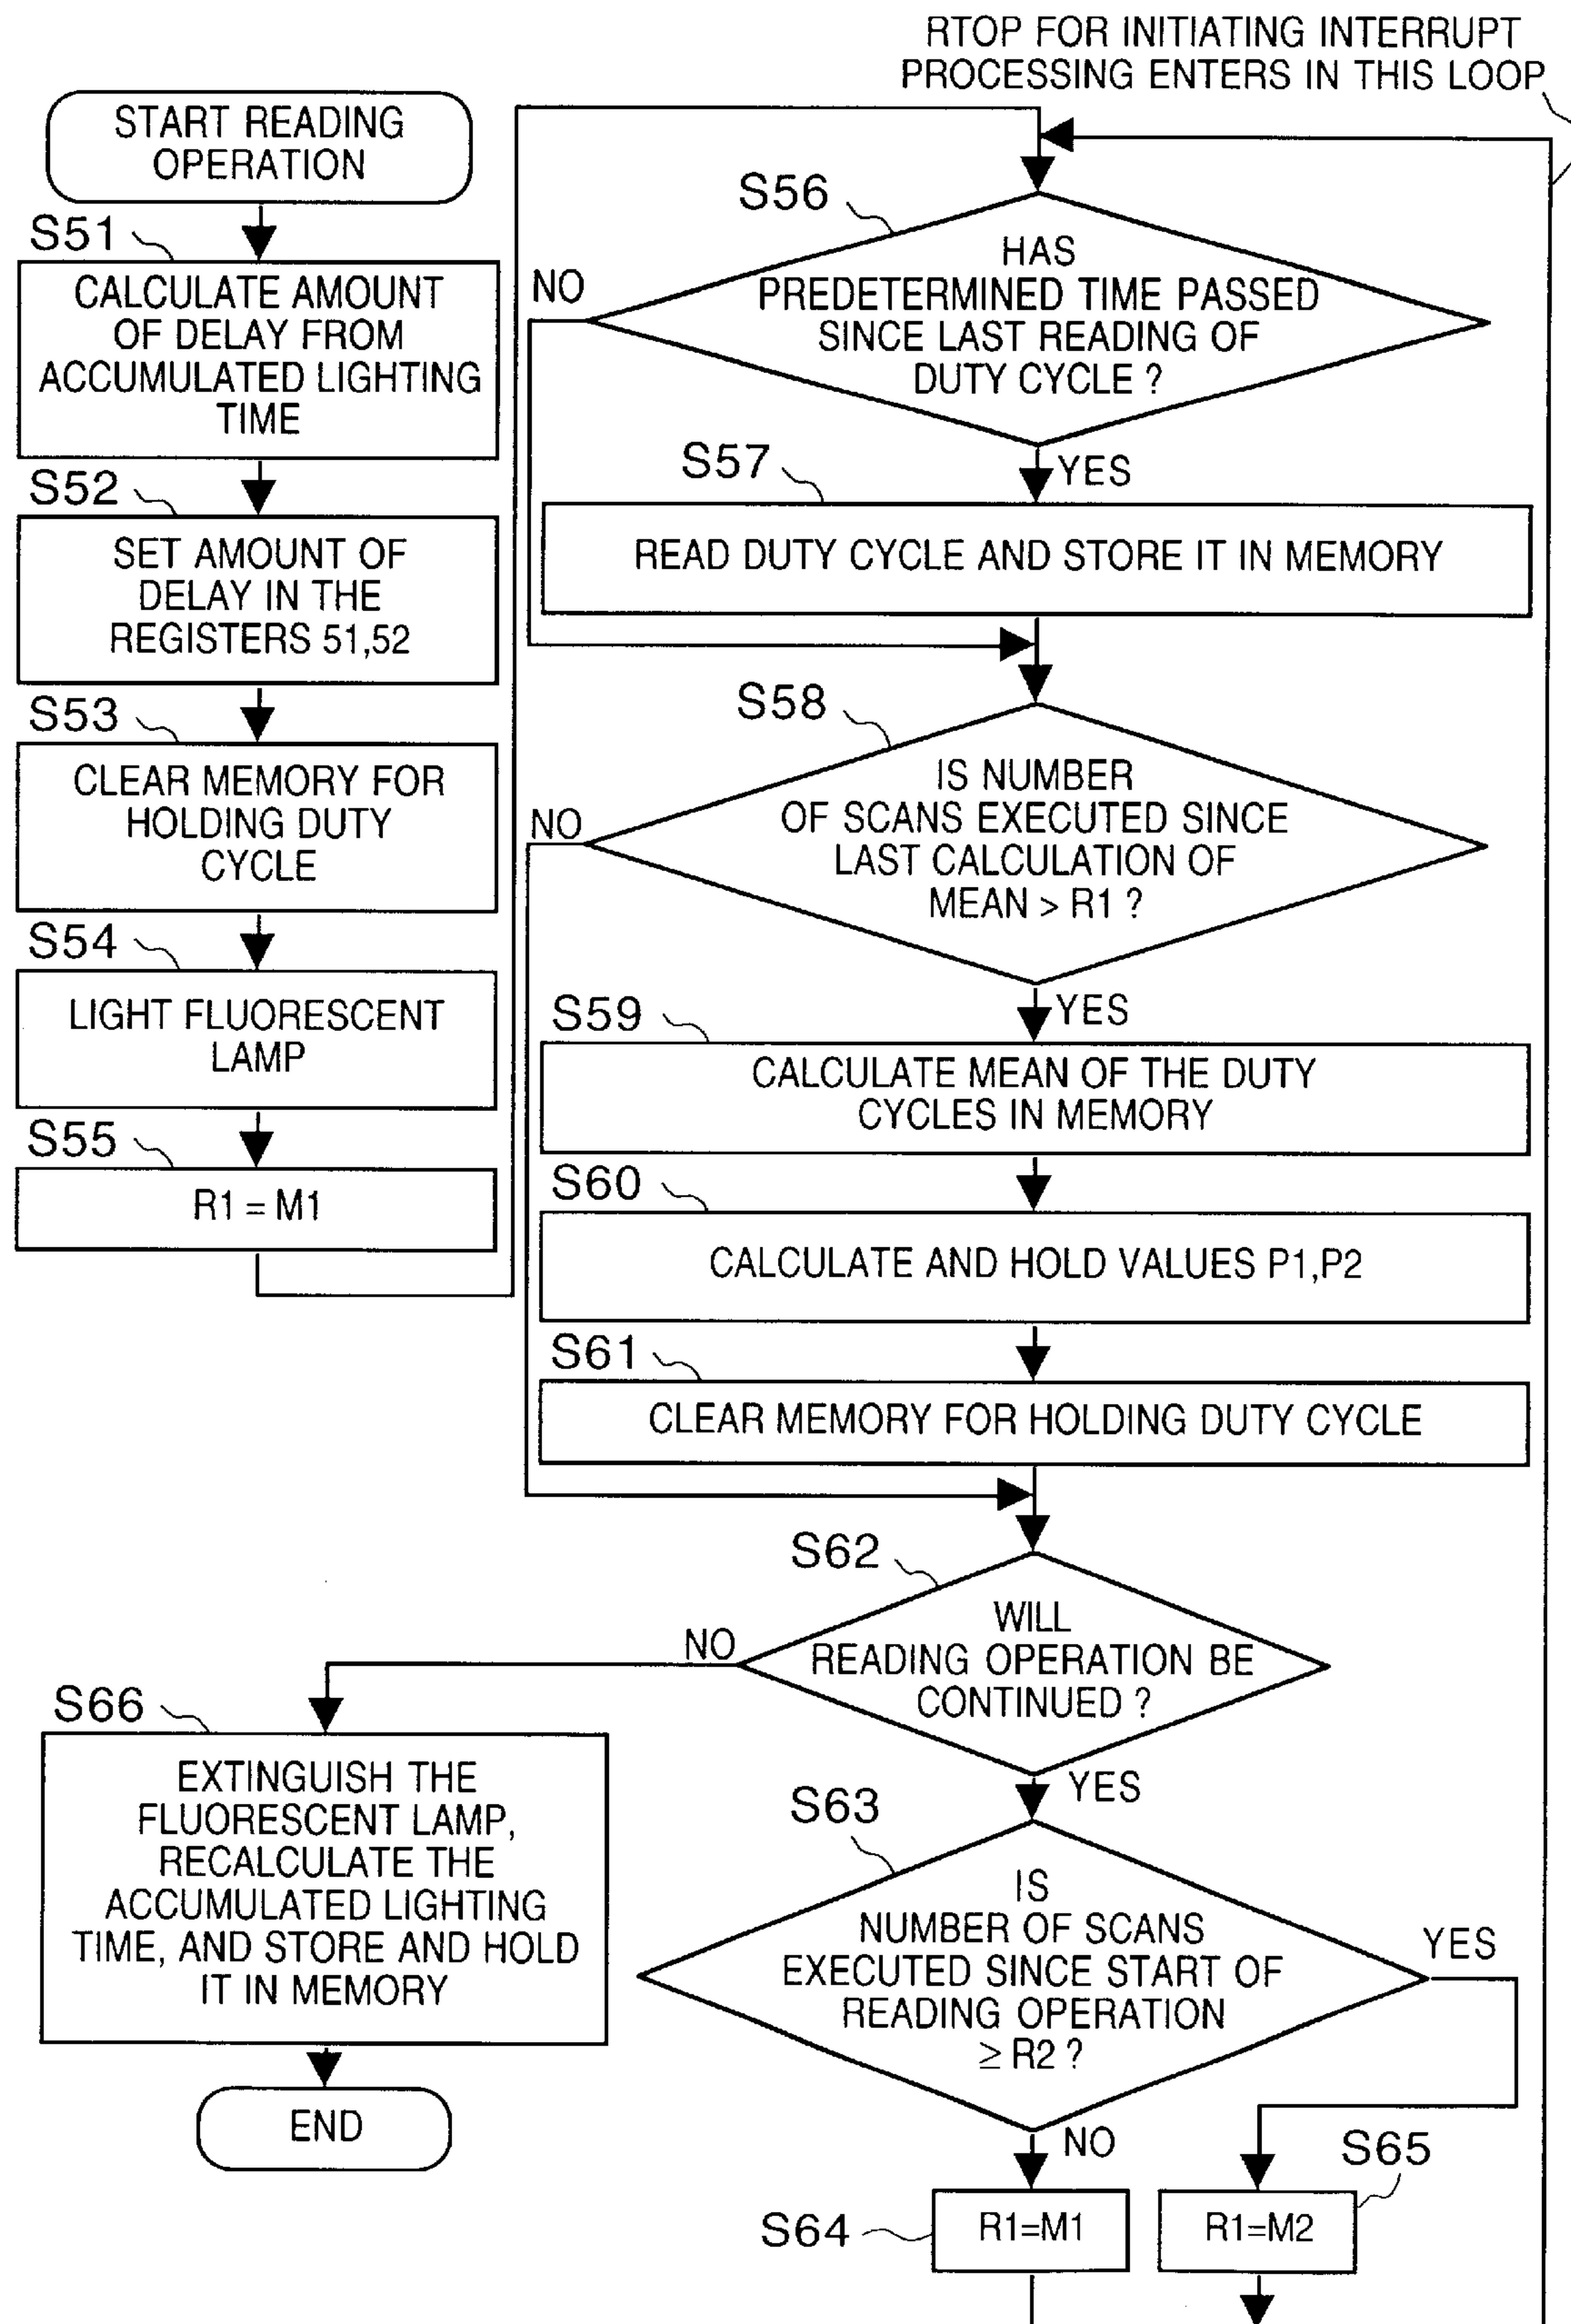 RTOP FOR INITIATING INTERRUPT
PROCESSING ENTERS IN THIS LOOP
START READING
OPERATION
S51
CALCULATE AMOUNT
OF DELAY FROM
ACCUMULATED LIGHTING
TIME
S52
SET AMOUNT OF
DELAY IN THE
REGISTERS 51,52
S53
CLEAR MEMORY FOR
HOLDING DUTY
CYCLE
S54
LIGHT FLUORESCENT
LAMP
S55
R1 = M1
S56
HAS
PREDETERMINED TIME PASSED
SINCE LAST READING OF
DUTY CYCLE ?
NO
YES
S57
READ DUTY CYCLE AND STORE IT IN MEMORY
S58
IS NUMBER
OF SCANS EXECUTED SINCE
LAST CALCULATION OF
MEAN > R1 ?
NO
YES
S59
CALCULATE MEAN OF THE DUTY
CYCLES IN MEMORY
S60
CALCULATE AND HOLD VALUES P1,P2
S61
CLEAR MEMORY FOR HOLDING DUTY CYCLE
S62
WILL
READING OPERATION BE
CONTINUED ?
NO
YES
S66
EXTINGUISH THE
FLUORESCENT LAMP,
RECALCULATE THE
ACCUMULATED LIGHTING
TIME, AND STORE AND HOLD
IT IN MEMORY
END
S63
IS
NUMBER OF SCANS
EXECUTED SINCE START OF
READING OPERATION
≥ R2 ?
YES
NO
S64
R1=M1
S65
R1=M2